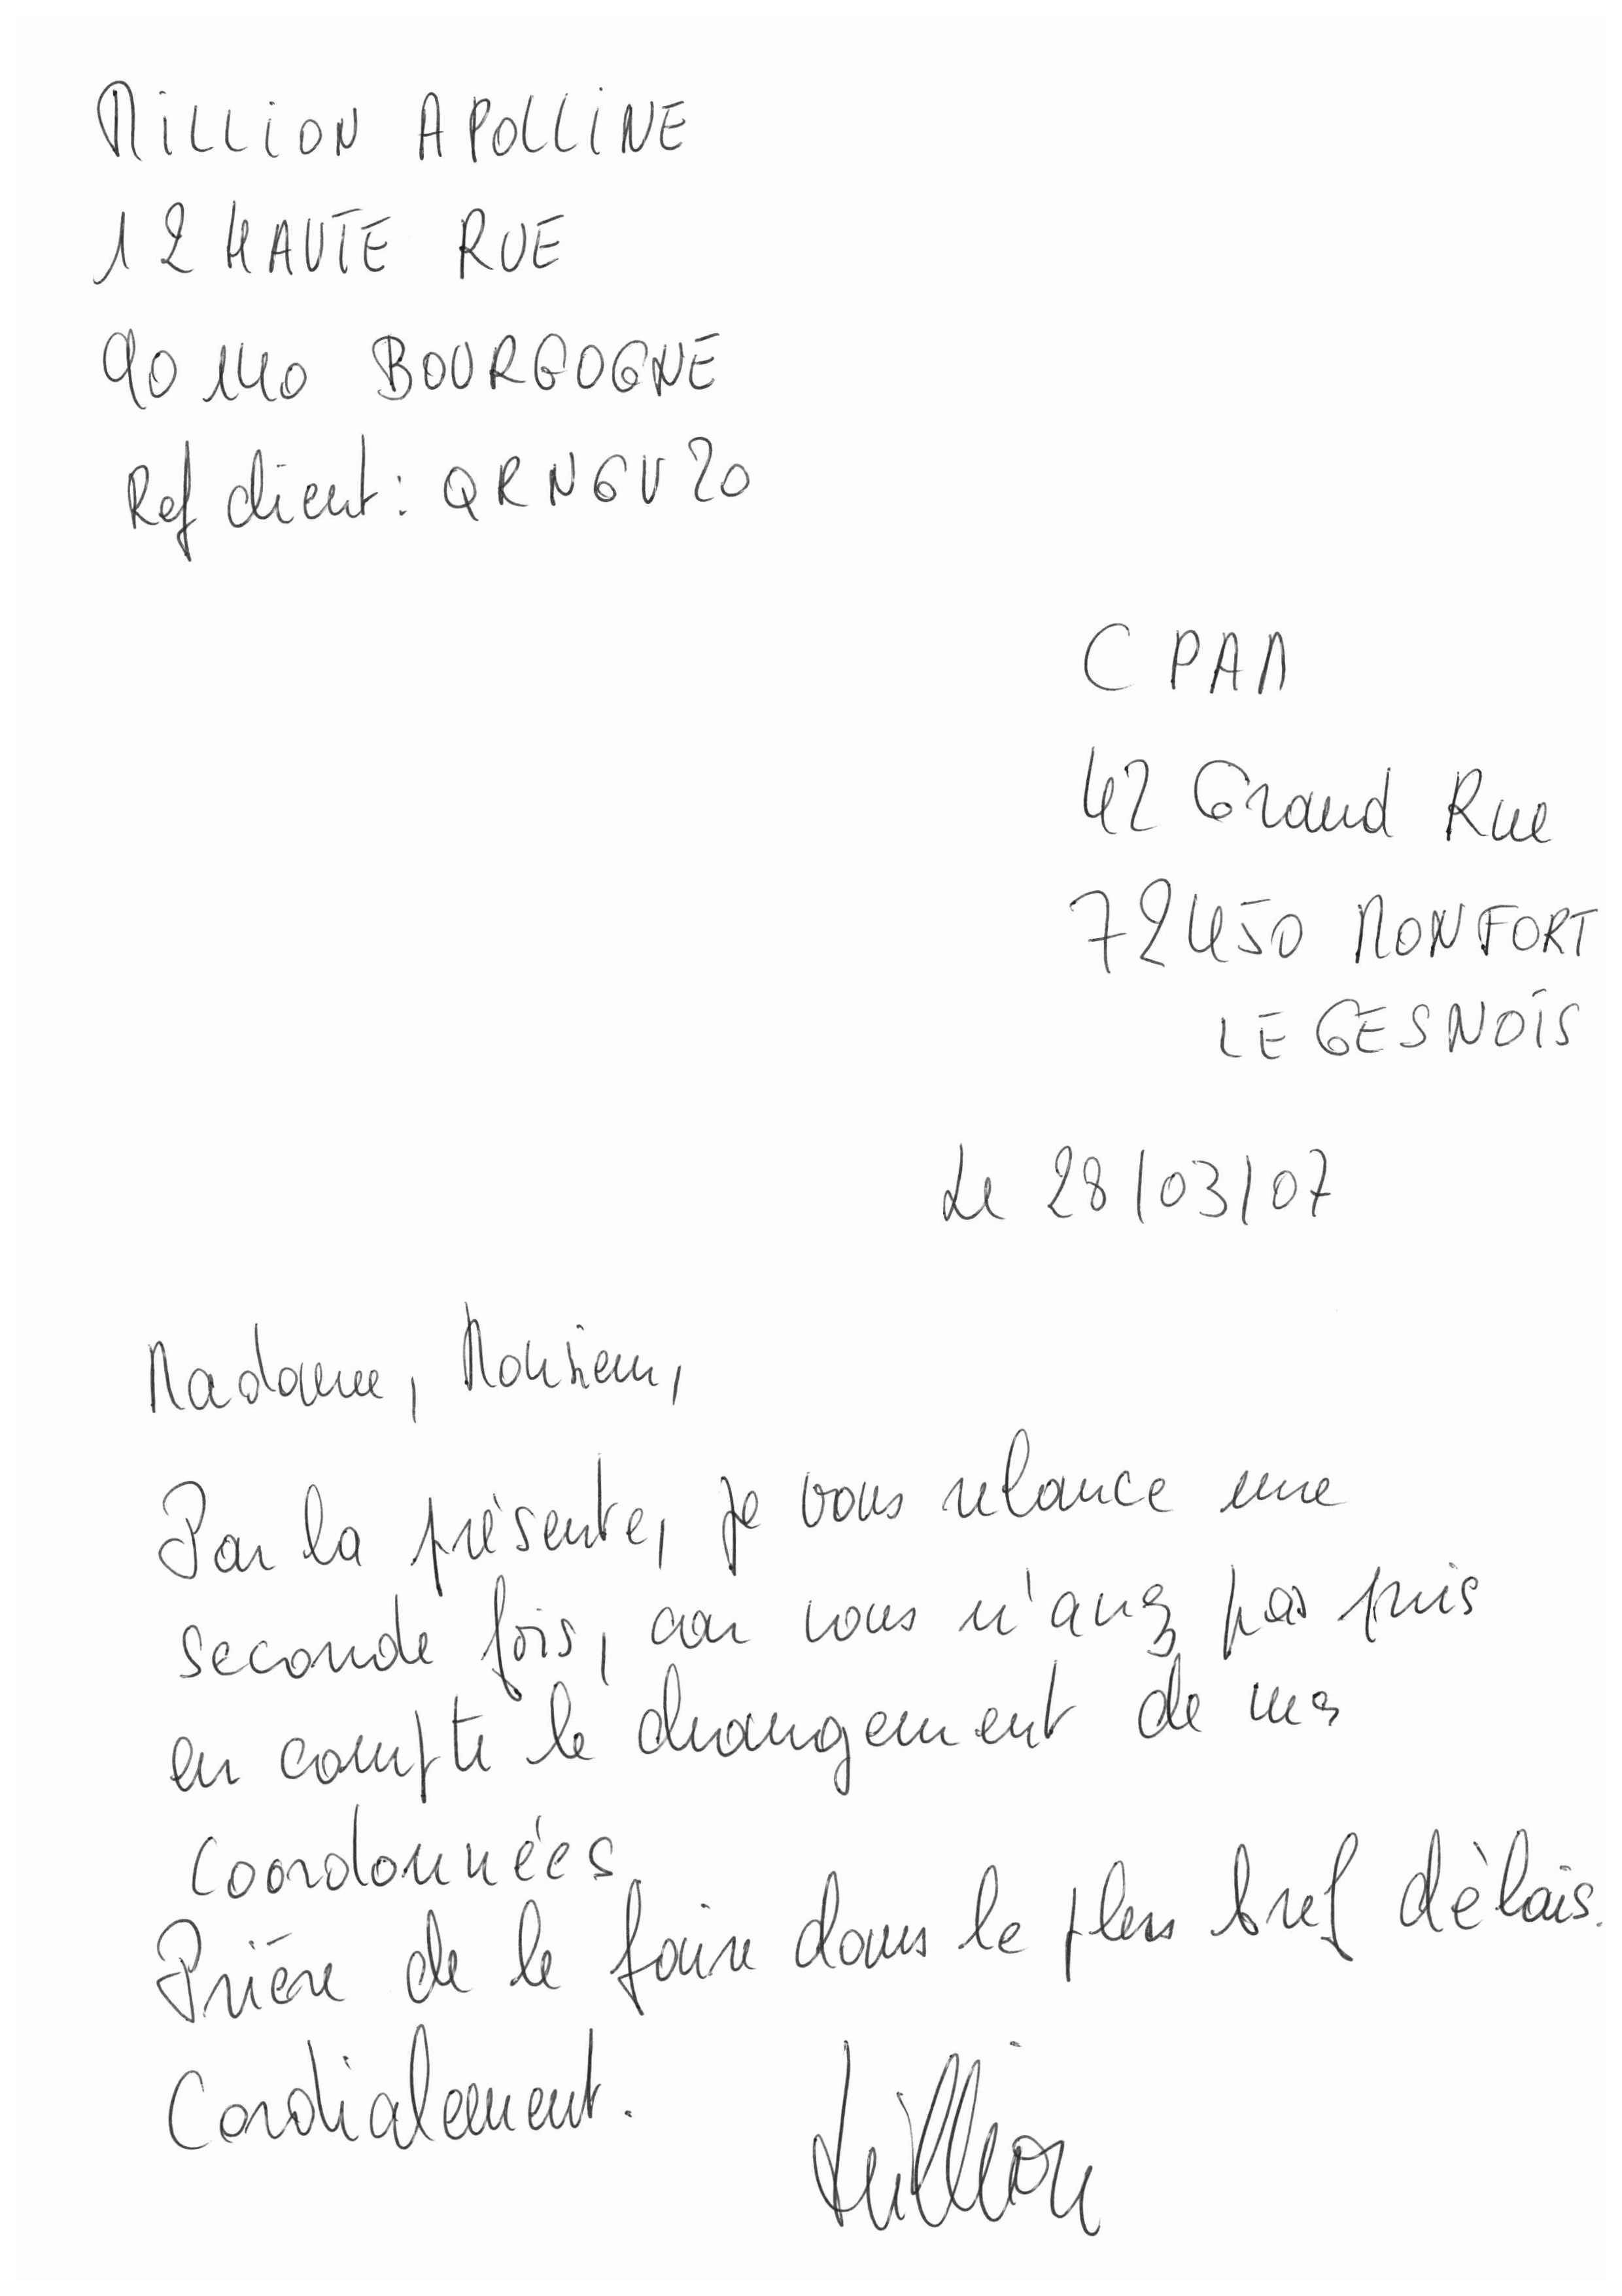 MILLION APOLLINE
12 HAUTE RUE
90140 BOURGOGNE
Ref client : QRNGV20
CPAM
42 Grand Rue
72450 MONFORT
LE GESNOIS
Le 28/03/07
Madame, Monsieur,
Par la présente, je vous relance une
seconde fois, car vous n'avez pas pris
en compte le changement de mes
coordonnées.
Prière de le faire dans le plus bref délais.
Cordialement.
Million